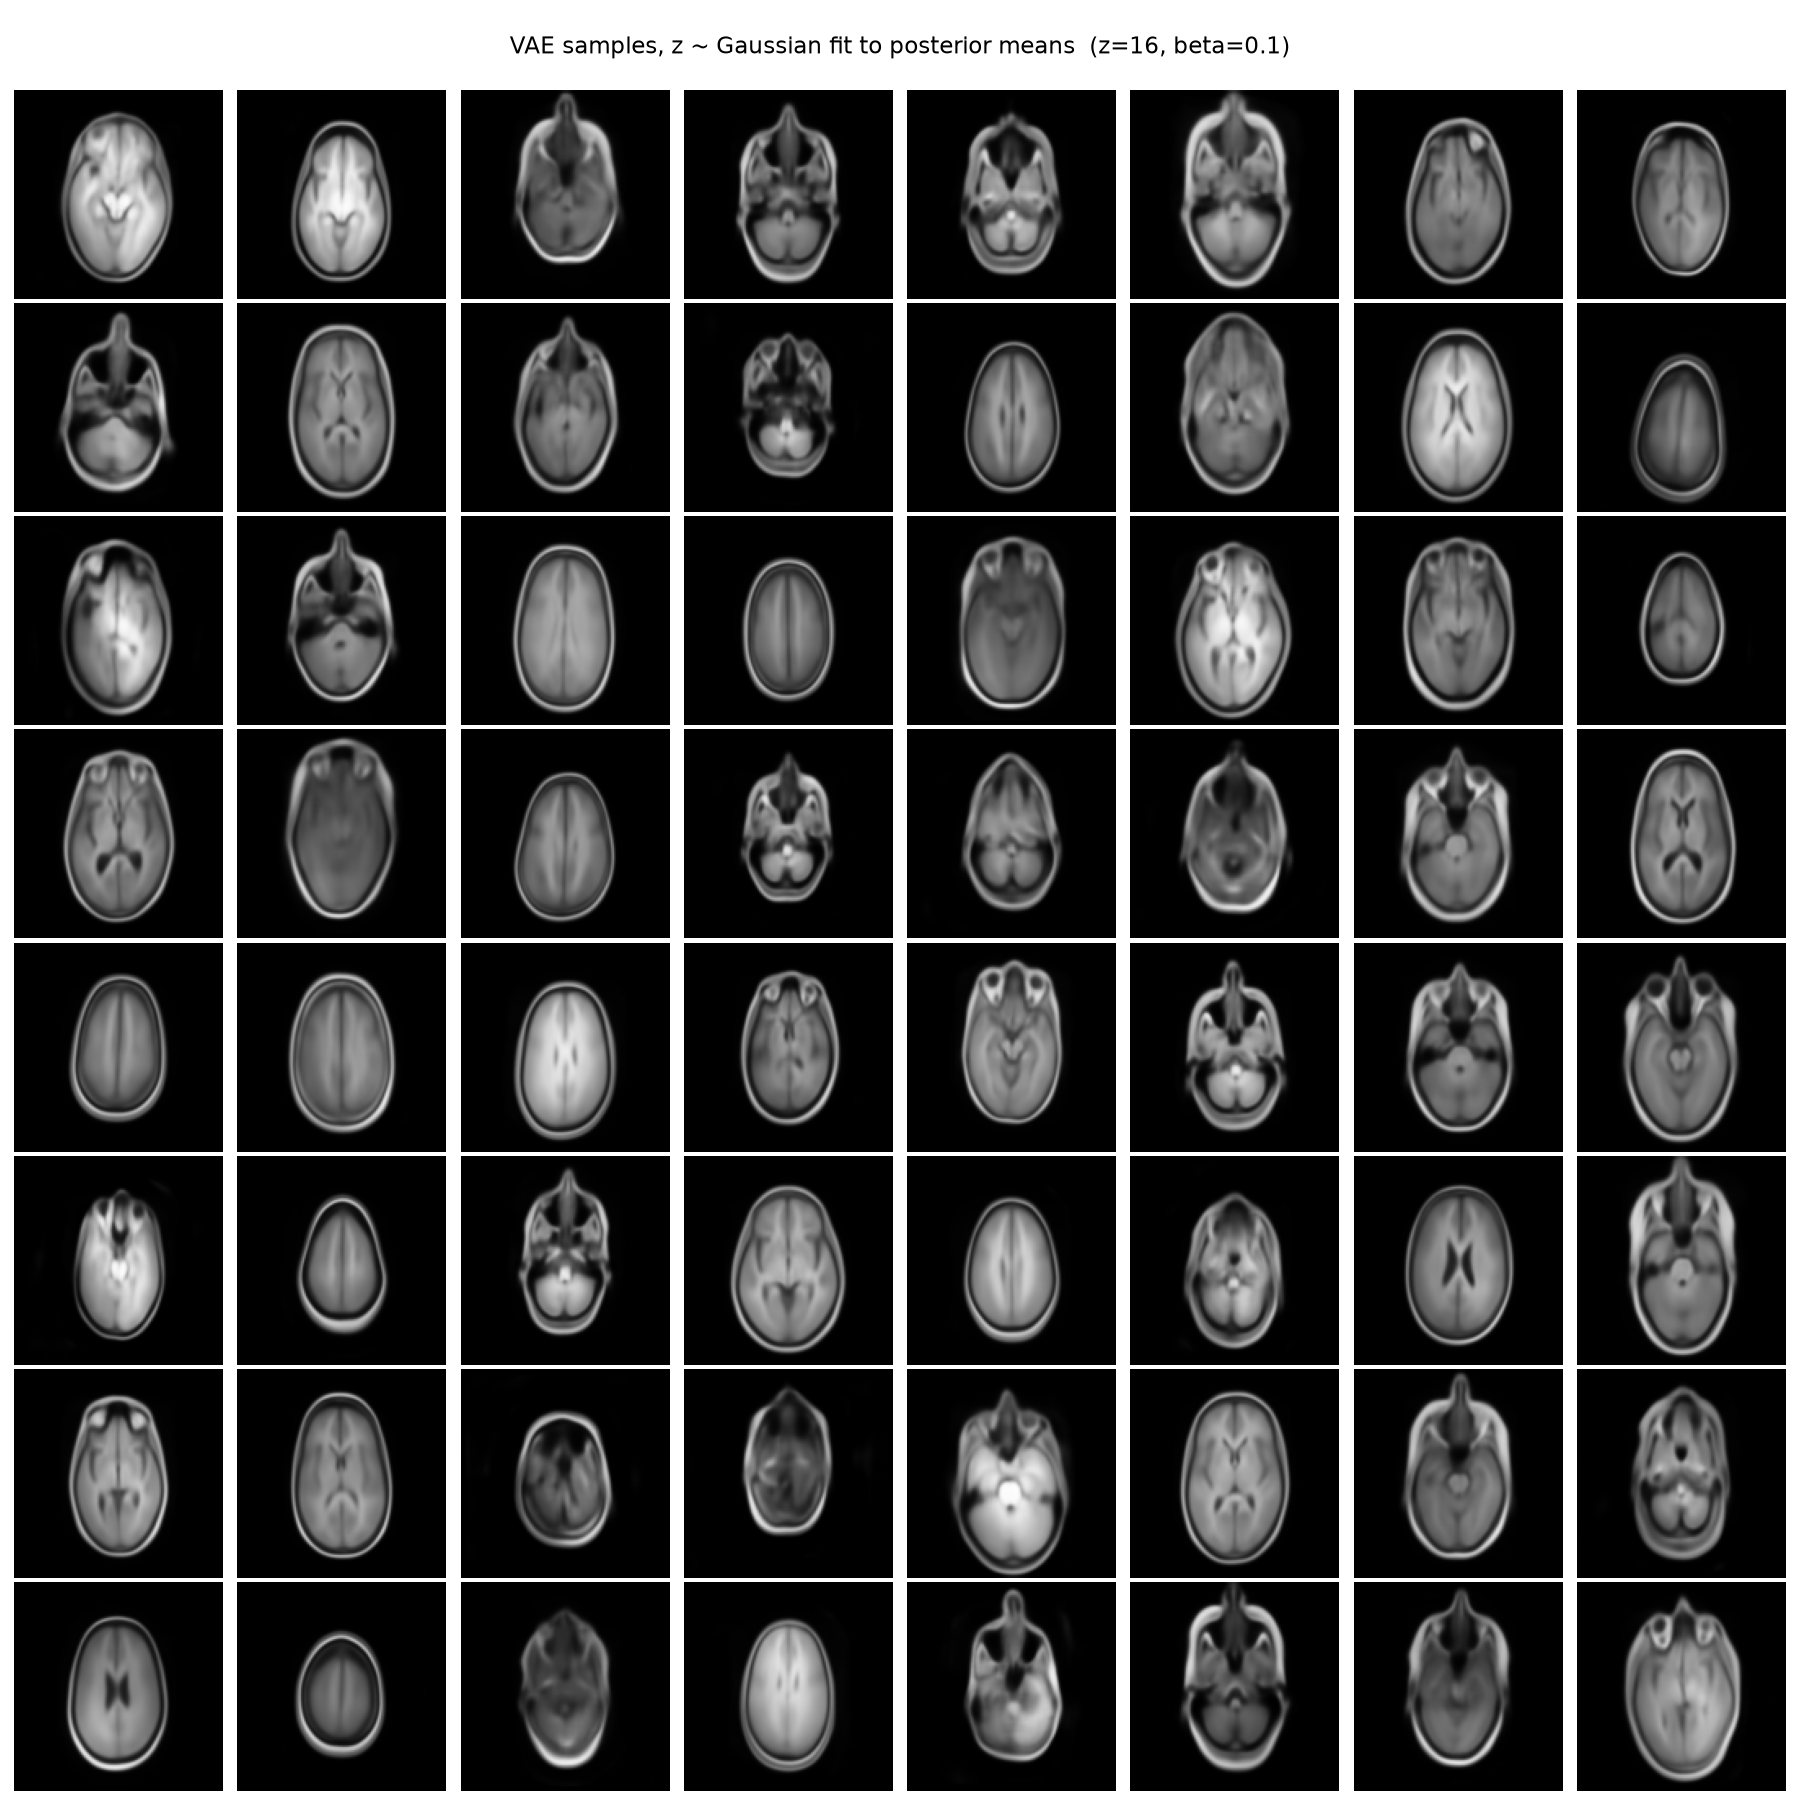 VAE samples, z ~ Gaussian fit to posterior means  (z=16, beta=0.1)